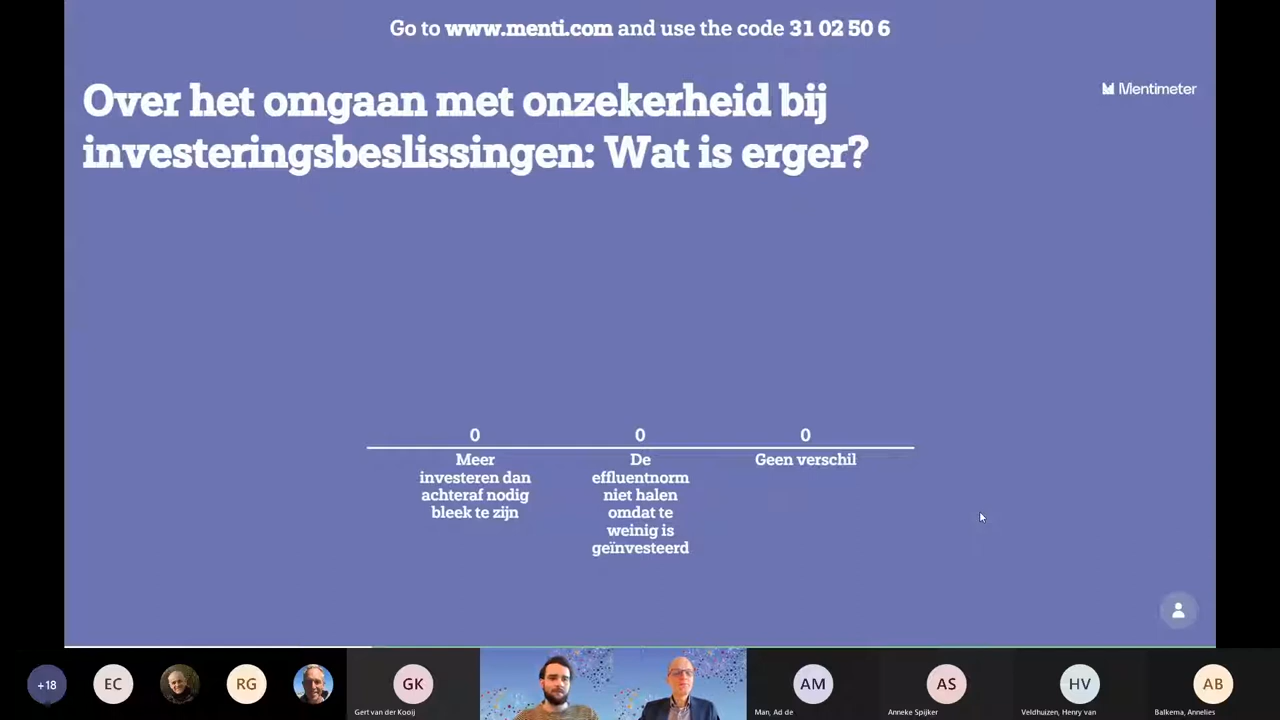 Go to www.menti.com and use the code 31 02 50 6
Over het omgaan met onzekerheid bij
investeringsbeslissingen: Wat is erger?
Mentimeter
0
0
0
Meer
investeren dan
achteraf nodig
bleek te zijn
De
effluentnorm
niet halen
omdat te
weinig is
geïnvesteerd
Geen verschil
+18
EC
RG
GK
Gert van der Kooij
AM
Man, Ad de
AS
Anneke Spijker
HV
Veldhuizen, Henry van
AB
Balkema, Annelies